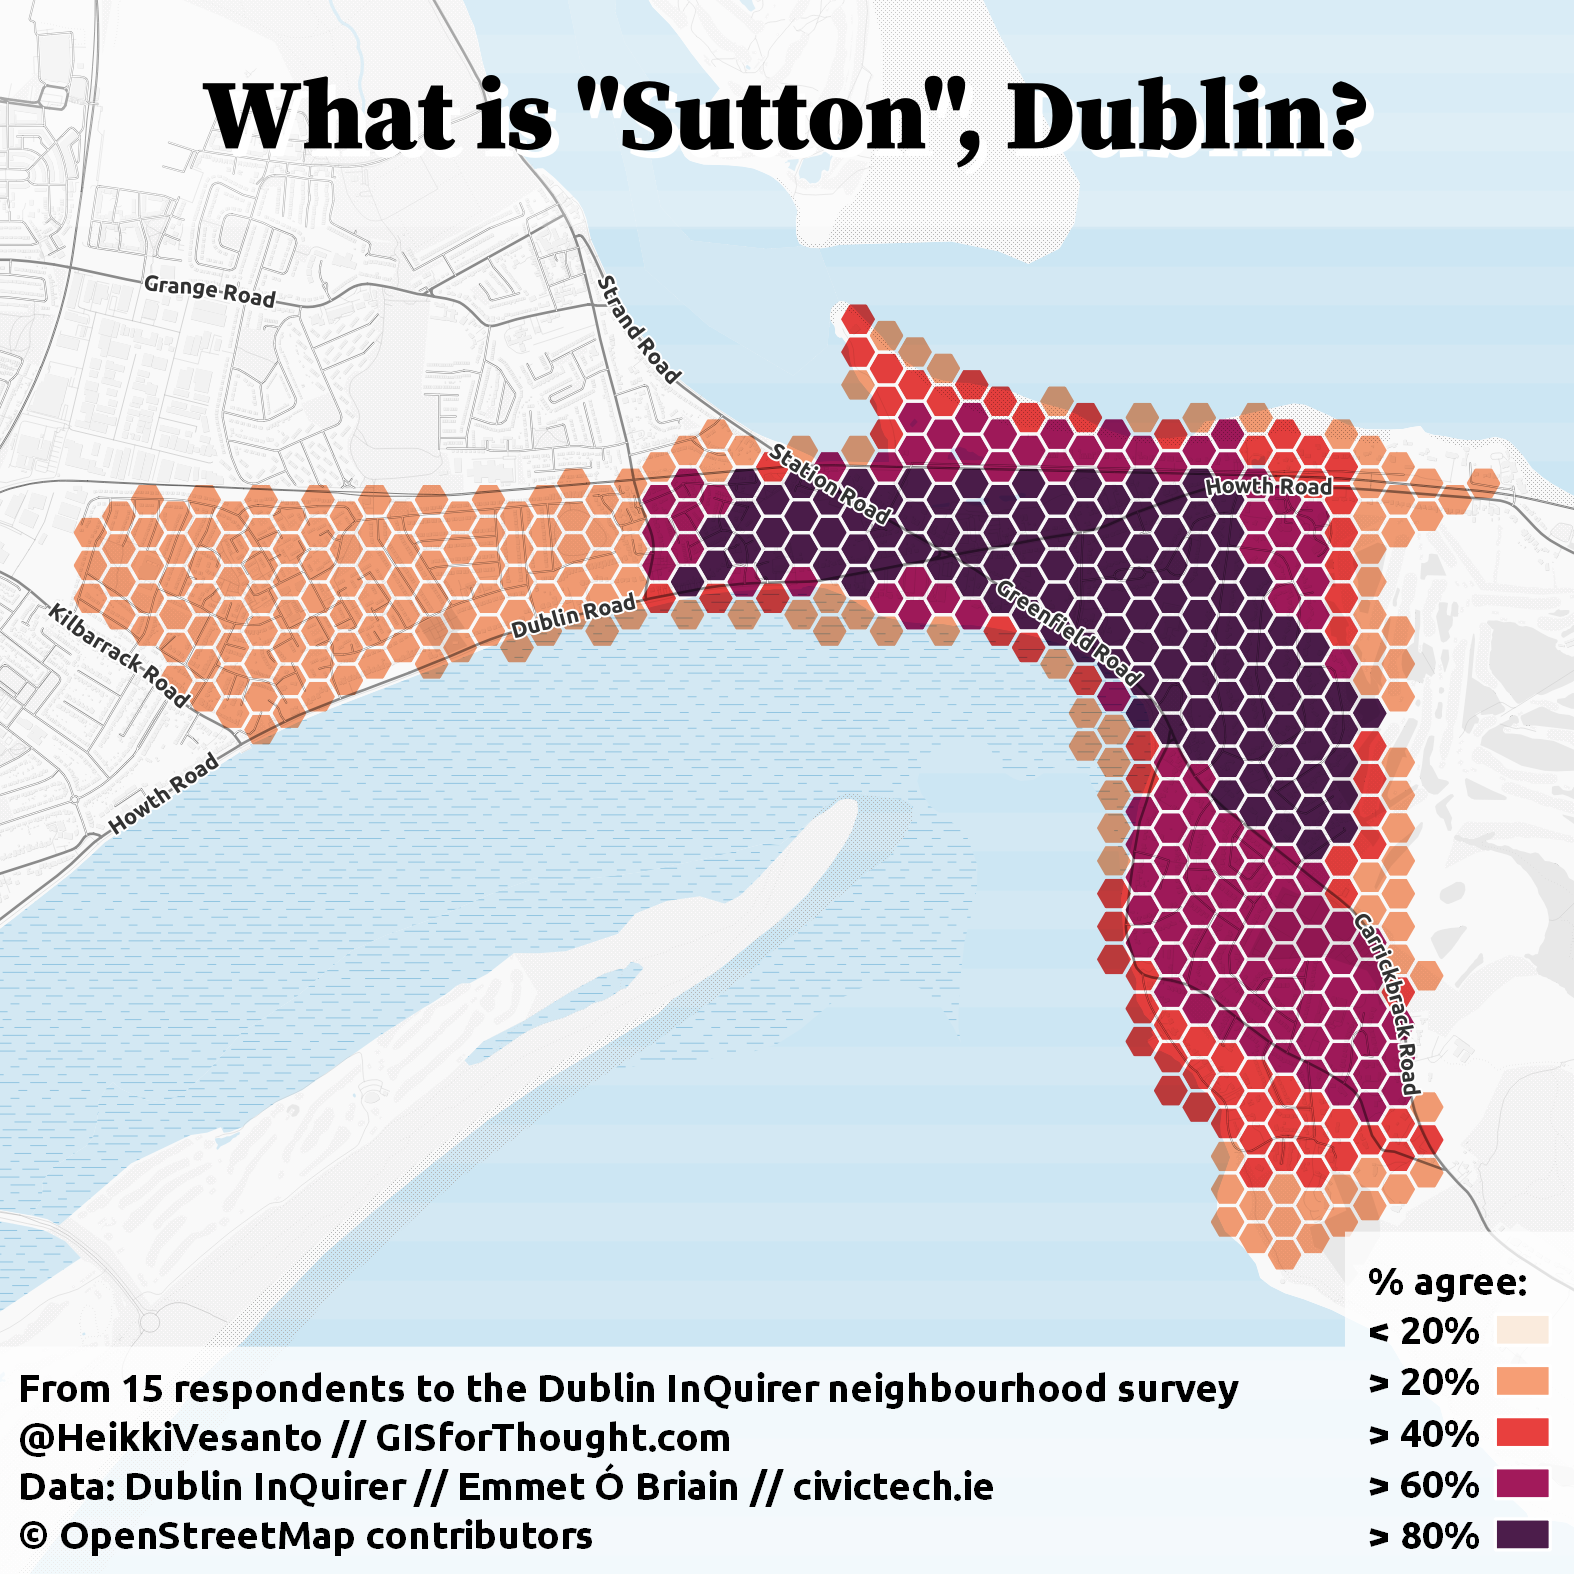 What is "Sutton", Dublin?
Grange Road
Strand Road
Station Road
Howth Road
Greenfield Road
Dublin Road
Kilbarrack Road
Howth Road
Carrickbrack Road
% agree:
< 20%
> 20%
> 40%
> 60%
> 80%
From 15 respondents to the Dublin InQuirer neighbourhood survey
@HeikkiVesanto // GISforThought.com
Data: Dublin InQuirer // Emmet Ó Briain // civictech.ie
© OpenStreetMap contributors